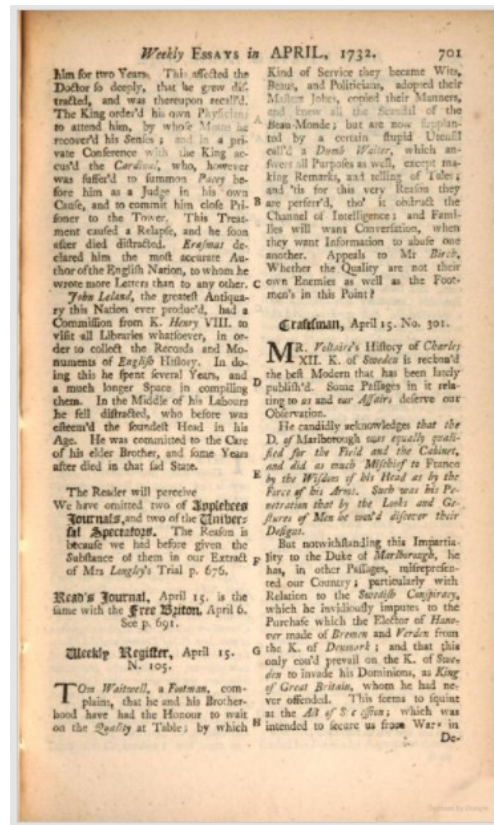 Weekly ESSAYS in APRIL, 1732. 701
him for two Years. This affected the
Doctor so deeply, that he grew dis-
tracted, and was thereupon recall'd.
The King order'd his own Physicians
to attend him, by whose Means he
recover'd his Senses; and in a pri-
vate Conference with the King ac-
cus'd the Cardinal, who, however
was suffer'd to summon Pacey be-
fore him as a Judge in his own
Cause, and to commit him close Pri-
soner to the Tower. This Treat-
ment caused a Relapse, and he soon
after died distracted. Erasmus de-
clared him the most accurate Au-
thor of the English Nation, to whom he
wrote more Letters than to any other.
John Leland, the greatest Antiqua-
ry this Nation ever produc'd, had a
Commission from K. Henry VIII. to
visit all Libraries whatsoever, in or-
der to collect the Records and Mo-
numents of English History. In do-
ing this he spent several Years, and
a much longer Space in compiling
them. In the Middle of his Labours
he fell distracted, who before was
esteem'd the soundest Head in his
Age. He was committed to the Care
of his elder Brother, and some Years
after died in that sad State.
The Reader will perceive
We have omitted two of Applebees
Journals, and two of the Univer-
sal Spectators. The Reason is
because we had before given the
Substance of them in our Extract
of Mrs Langley's Trial p. 676.
Read's Journal, April 15. is the
same with the Free Briton, April 6.
See p. 691.
Weekly Register, April 15.
N. 105.
TOm Waitwell, a Footman, com-
plains, that he and his Brother-
hood have had the Honour to wait
on the Quality at Table; by which
A
B
C
D
E
F
G
H
Kind of Service they became Wits,
Beaus, and Politicians, adopted their
Masters Jokes, copied their Manners,
and knew all the Scandal of the
Beau-Monde; but are now supplan-
ted by a certain stupid Utensil
call'd a Dumb Waiter, which an-
swers all Purposes as well, except ma-
king Remarks, and telling of Tales;
and 'tis for this very Reason they
are perferr'd, tho' it obstruct the
Channel of Intelligence; and Fami-
lies will want Conversation, when
they want Information to abuse one
another. Appeals to Mr Birch,
Whether the Quality are not their
own Enemies as well as the Foot-
men's in this Point?
Craftsman, April 15. No. 301.
MR. Voltaire's History of Charles
XII. K. of Sweden is reckon'd
the best Modern that has been lately
publish'd. Some Passages in it rela-
ting to us and our Affairs deserve our
Observation.
He candidly acknowledges that the
D. of Marlborough was equally quali-
fied for the Field and the Cabinet,
and did as much Mischief to France
by the Wisdom of his Head as by the
Force of his Arms. Such was his Pe-
netration that by the Looks and Ge-
stures of Men he wou'd discover their
Designs.
But notwithstanding this Impartia-
lity to the Duke of Marlborough, he
has, in other Passages, misrepresen-
ted our Country; particularly with
Relation to the Swedish Conspiracy,
which he invidiously imputes to the
Purchase which the Elector of Hano-
ver made of Bremen and Verden from
the K. of Denmark; and that this
only cou'd prevail on the K. of Swe-
den to invade his Dominions, as King
of Great Britain, whom he had ne-
ver offended. This seems to squint
at the Act of S ession; which was
intended to secure us from Wars in
De-